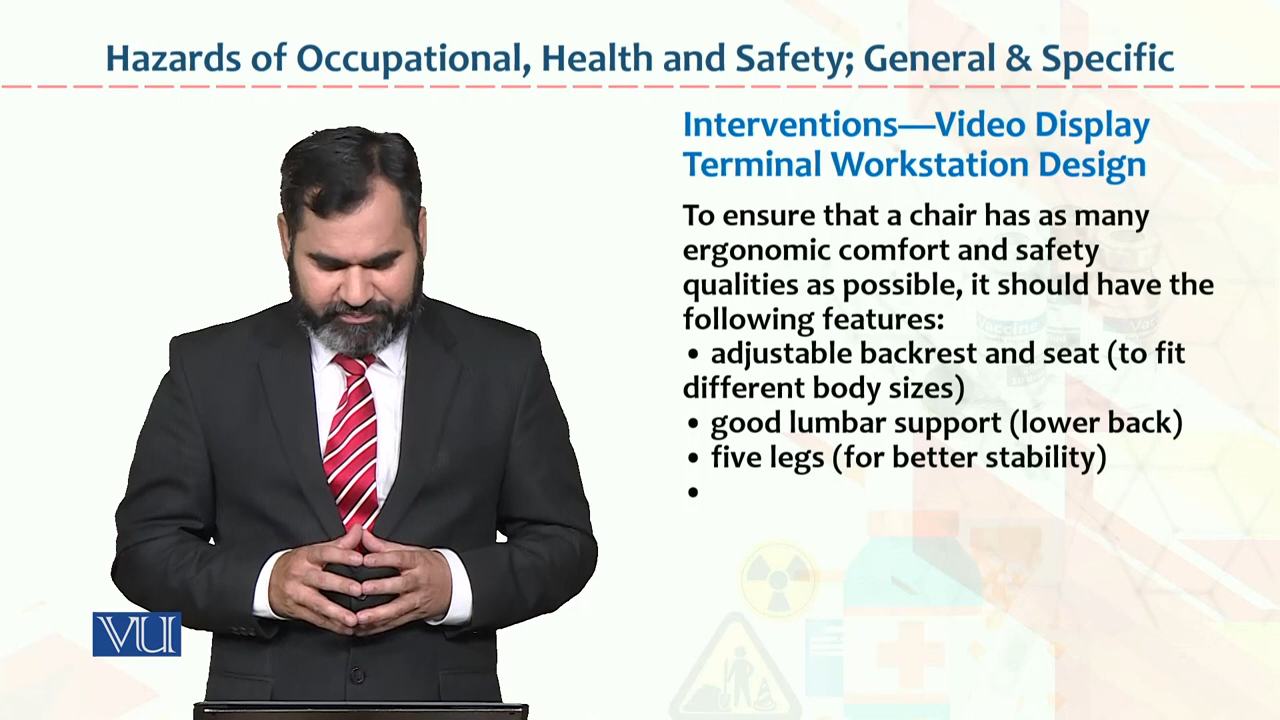 Hazards of Occupational, Health and Safety; General & Specific
Interventions—Video Display
Terminal Workstation Design
To ensure that a chair has as many
ergonomic comfort and safety
qualities as possible, it should have the
following features:
• adjustable backrest and seat (to fit
different body sizes)
• good lumbar support (lower back)
• five legs (for better stability)
•
Vaccine
VU